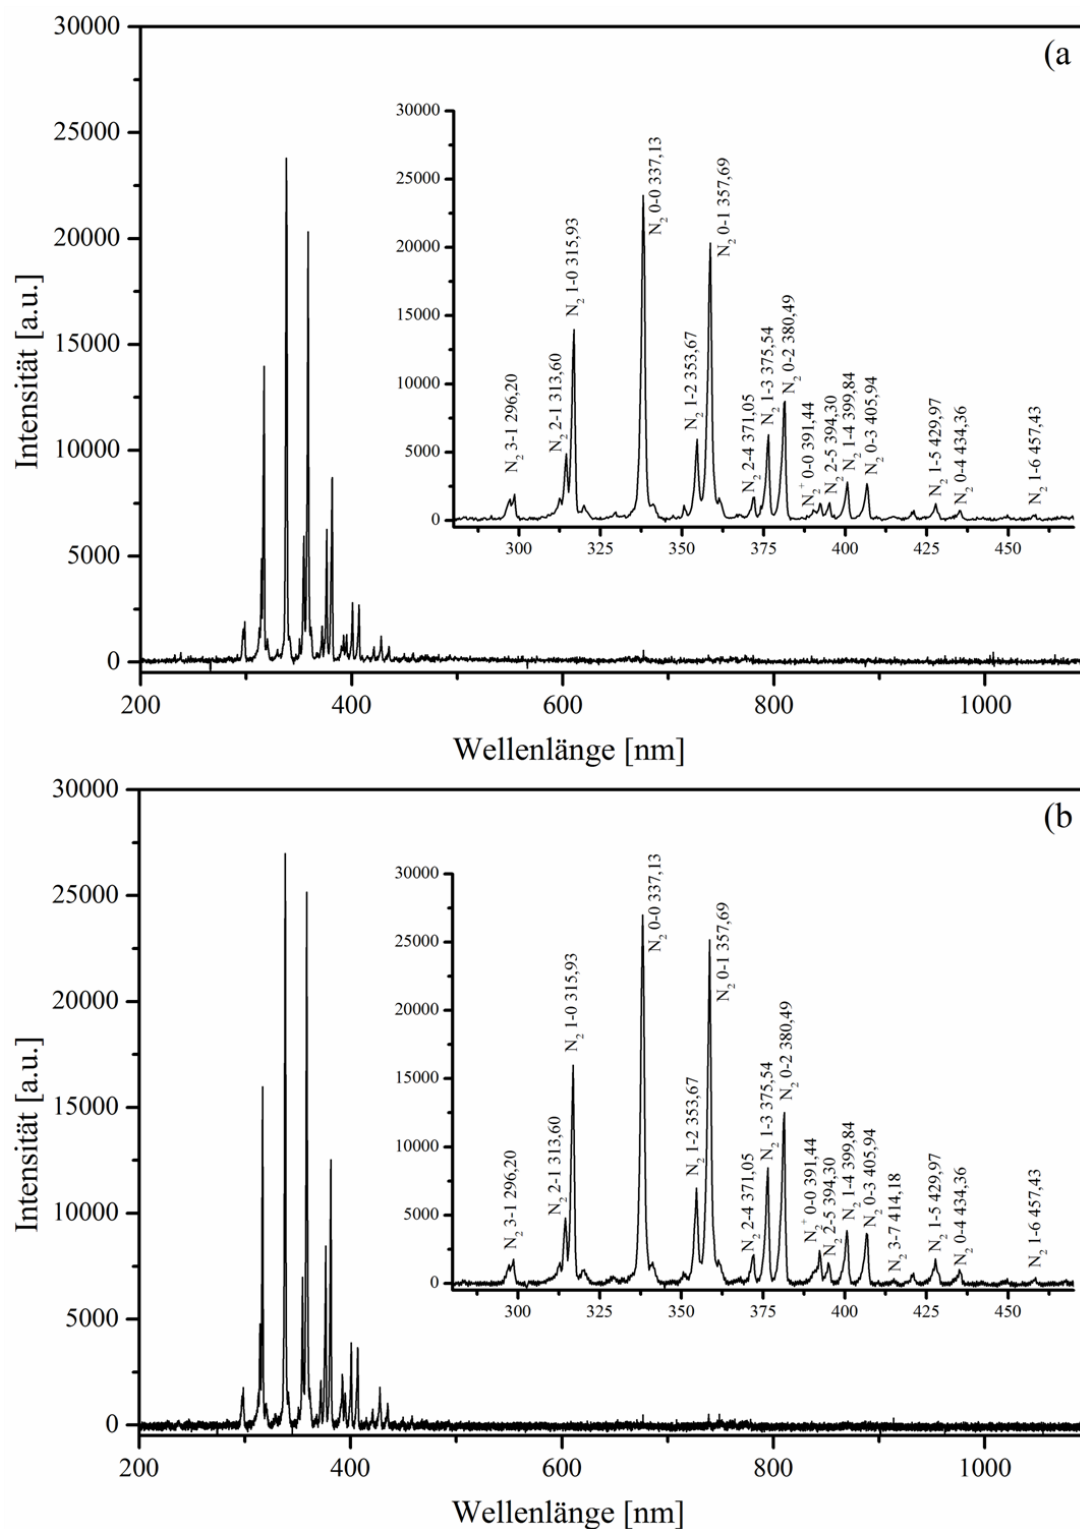 (a
Intensität [a.u.]
30000
25000
20000
15000
10000
5000
0
200
400
600
800
1000
Wellenlänge [nm]
30000
25000
20000
15000
10000
5000
0
300
325
350
375
400
425
450
N₂ 3-1 296,20
N₂ 2-1 313,60
N₂ 1-0 315,93
N₂ 0-0 337,13
N₂ 1-2 353,67
N₂ 0-1 357,69
N₂ 2-4 371,05
N₂ 1-3 375,54
N₂ 0-2 380,49
N₂⁺ 0-0 391,44
N₂ 2-5 394,30
N₂ 1-4 399,84
N₂ 0-3 405,94
N₂ 1-5 429,97
N₂ 0-4 434,36
N₂ 1-6 457,43
(b
Intensität [a.u.]
30000
25000
20000
15000
10000
5000
0
200
400
600
800
1000
Wellenlänge [nm]
30000
25000
20000
15000
10000
5000
0
300
325
350
375
400
425
450
N₂ 3-1 296,20
N₂ 2-1 313,60
N₂ 1-0 315,93
N₂ 0-0 337,13
N₂ 1-2 353,67
N₂ 0-1 357,69
N₂ 2-4 371,05
N₂ 1-3 375,54
N₂ 0-2 380,49
N₂⁺ 0-0 391,44
N₂ 2-5 394,30
N₂ 1-4 399,84
N₂ 0-3 405,94
N₂ 3-7 414,18
N₂ 1-5 429,97
N₂ 0-4 434,36
N₂ 1-6 457,43